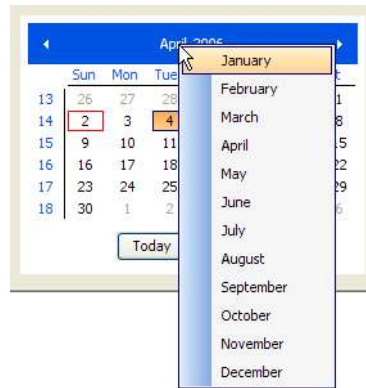 April 2006
January
Sun Mon Tue
February
13 26 27 28 1
14 2 3 4 March 8
15 9 10 11 April 5
16 16 17 18 May 22
17 23 24 25 29
18 30 1 2 June 6
July
Today
August
September
October
November
December